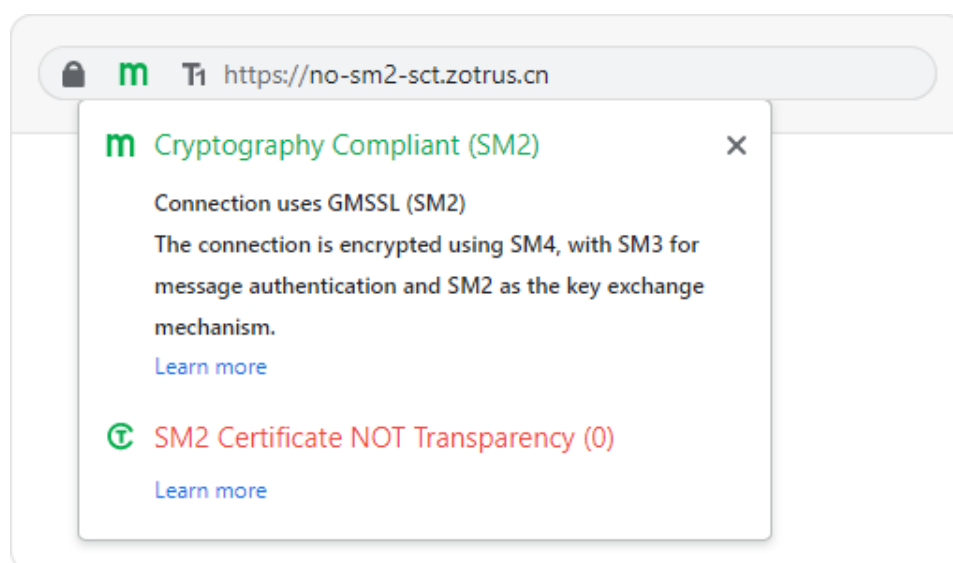 m T1 https://no-sm2-sct.zotrus.cn
m Cryptography Compliant (SM2)
Connection uses GMSSL (SM2)
The connection is encrypted using SM4, with SM3 for
message authentication and SM2 as the key exchange
mechanism.
Learn more
SM2 Certificate NOT Transparency (0)
Learn more